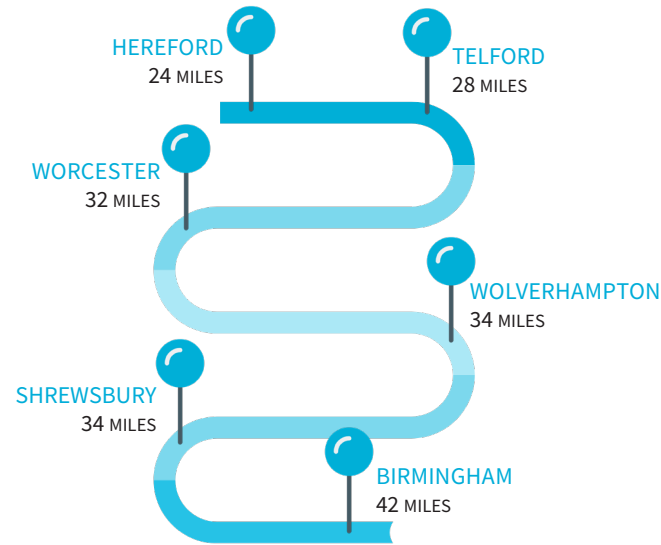 HEREFORD
24 MILES
TELFORD
28 MILES
WORCESTER
32 MILES
WOLVERHAMPTON
34 MILES
SHREWSBURY
34 MILES
BIRMINGHAM
42 MILES